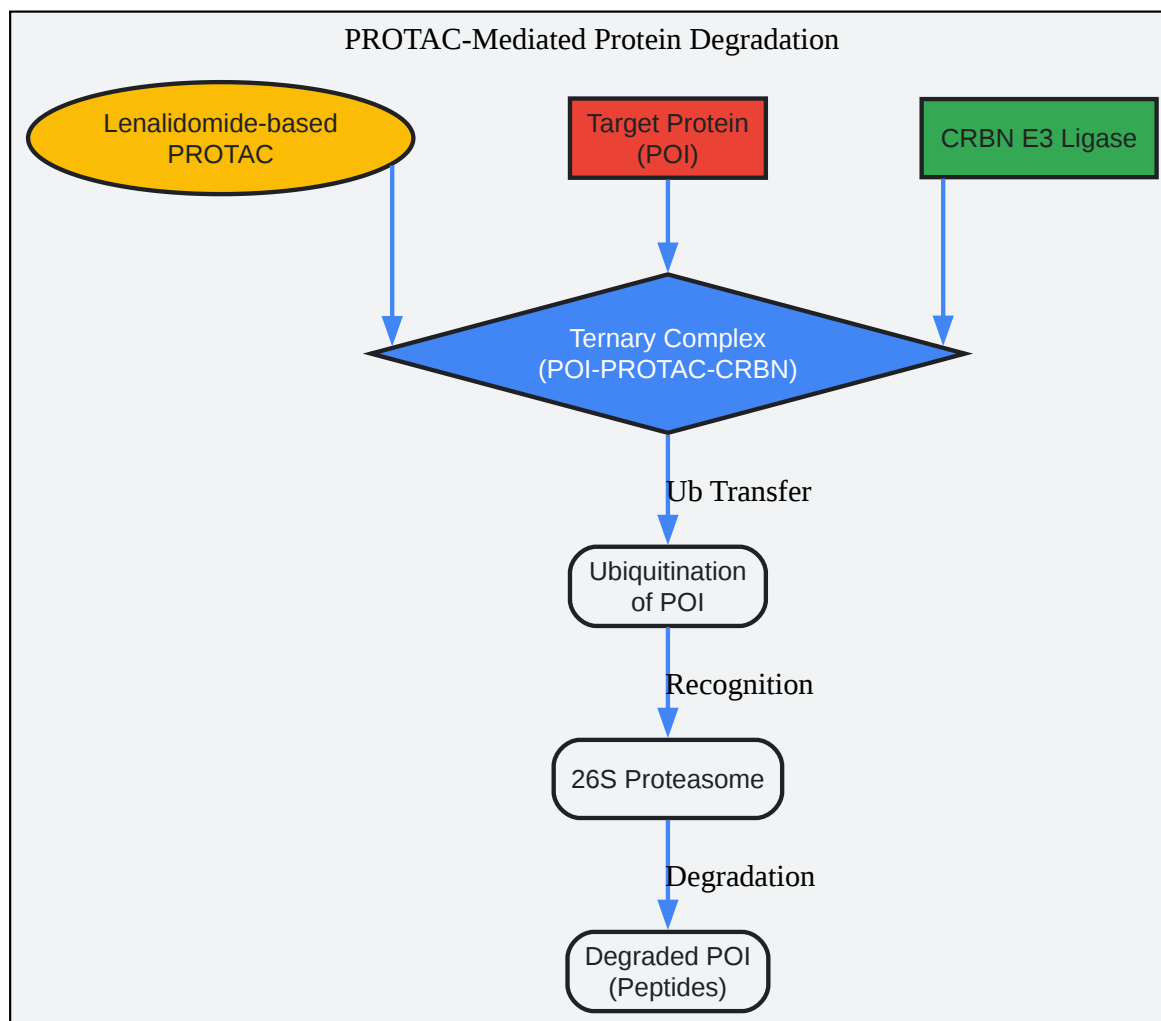 PROTAC-Mediated Protein Degradation
Lenalidomide-based
PROTAC
Target Protein
(POI)
CRBN E3 Ligase
Ternary Complex
(POI-PROTAC-CRBN)
Ub Transfer
Ubiquitination
of POI
Recognition
26S Proteasome
Degradation
Degraded POI
(Peptides)